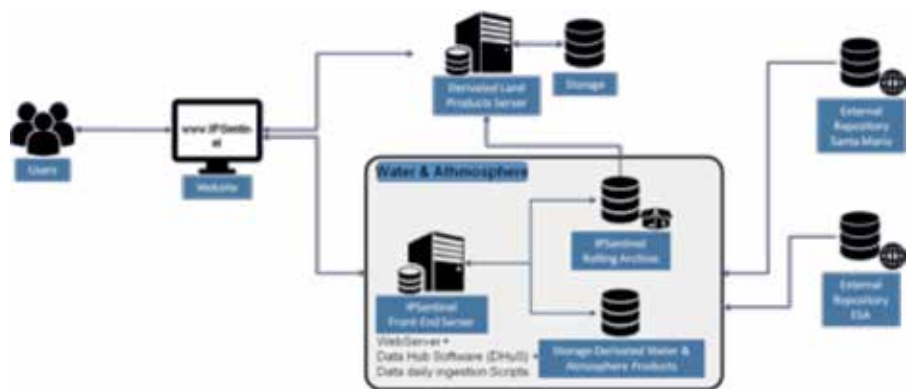 Derivated Land
Products Server
Storage
www.IPSentin
el
Users
Website
External
Repository
Santa Maria
Water & Athmosphere
IPSentinel
Rolling Archive
IPSentinel
Front-End Server
External
Repository
ESA
WebServer +
Data Hub Software (DHuS) +
Data daily ingestion Scripts
Storage Derivated Water &
Atmosphere Products